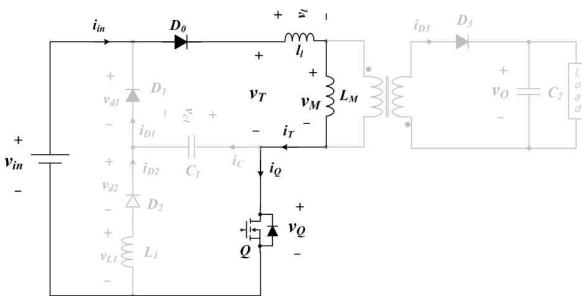 i_in D_0 + v_l − i_D3 D_3
l_l
+ v_d1 − D_1 + v_T − + v_M − L_M + v_O − C_2 Load
i_D1 − v_c1 + i_T
+ v_in − i_D2 C_1 i_C i_Q
+ v_d2 − D_2
+ v_L1 − L_1 Q + v_Q −